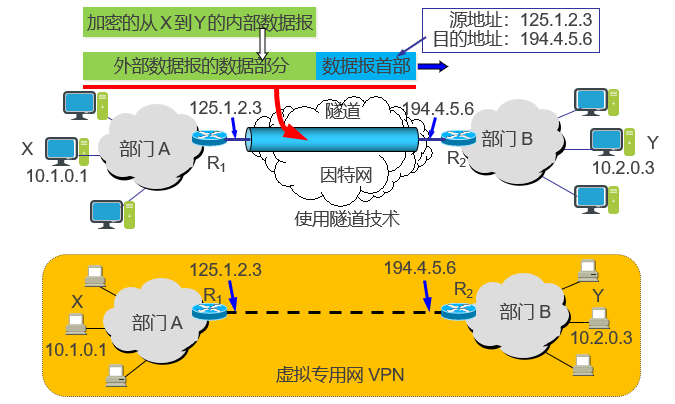 加密的从 X 到 Y 的内部数据报
源地址：125.1.2.3
目的地址：194.4.5.6
外部数据报的数据部分
数据报首部
125.1.2.3
隧道
194.4.5.6
X
部门 A
R1
R2
部门 B
Y
10.1.0.1
因特网
10.2.0.3
使用隧道技术
125.1.2.3
194.4.5.6
X
R1
R2
Y
部门 A
部门 B
10.1.0.1
10.2.0.3
虚拟专用网 VPN